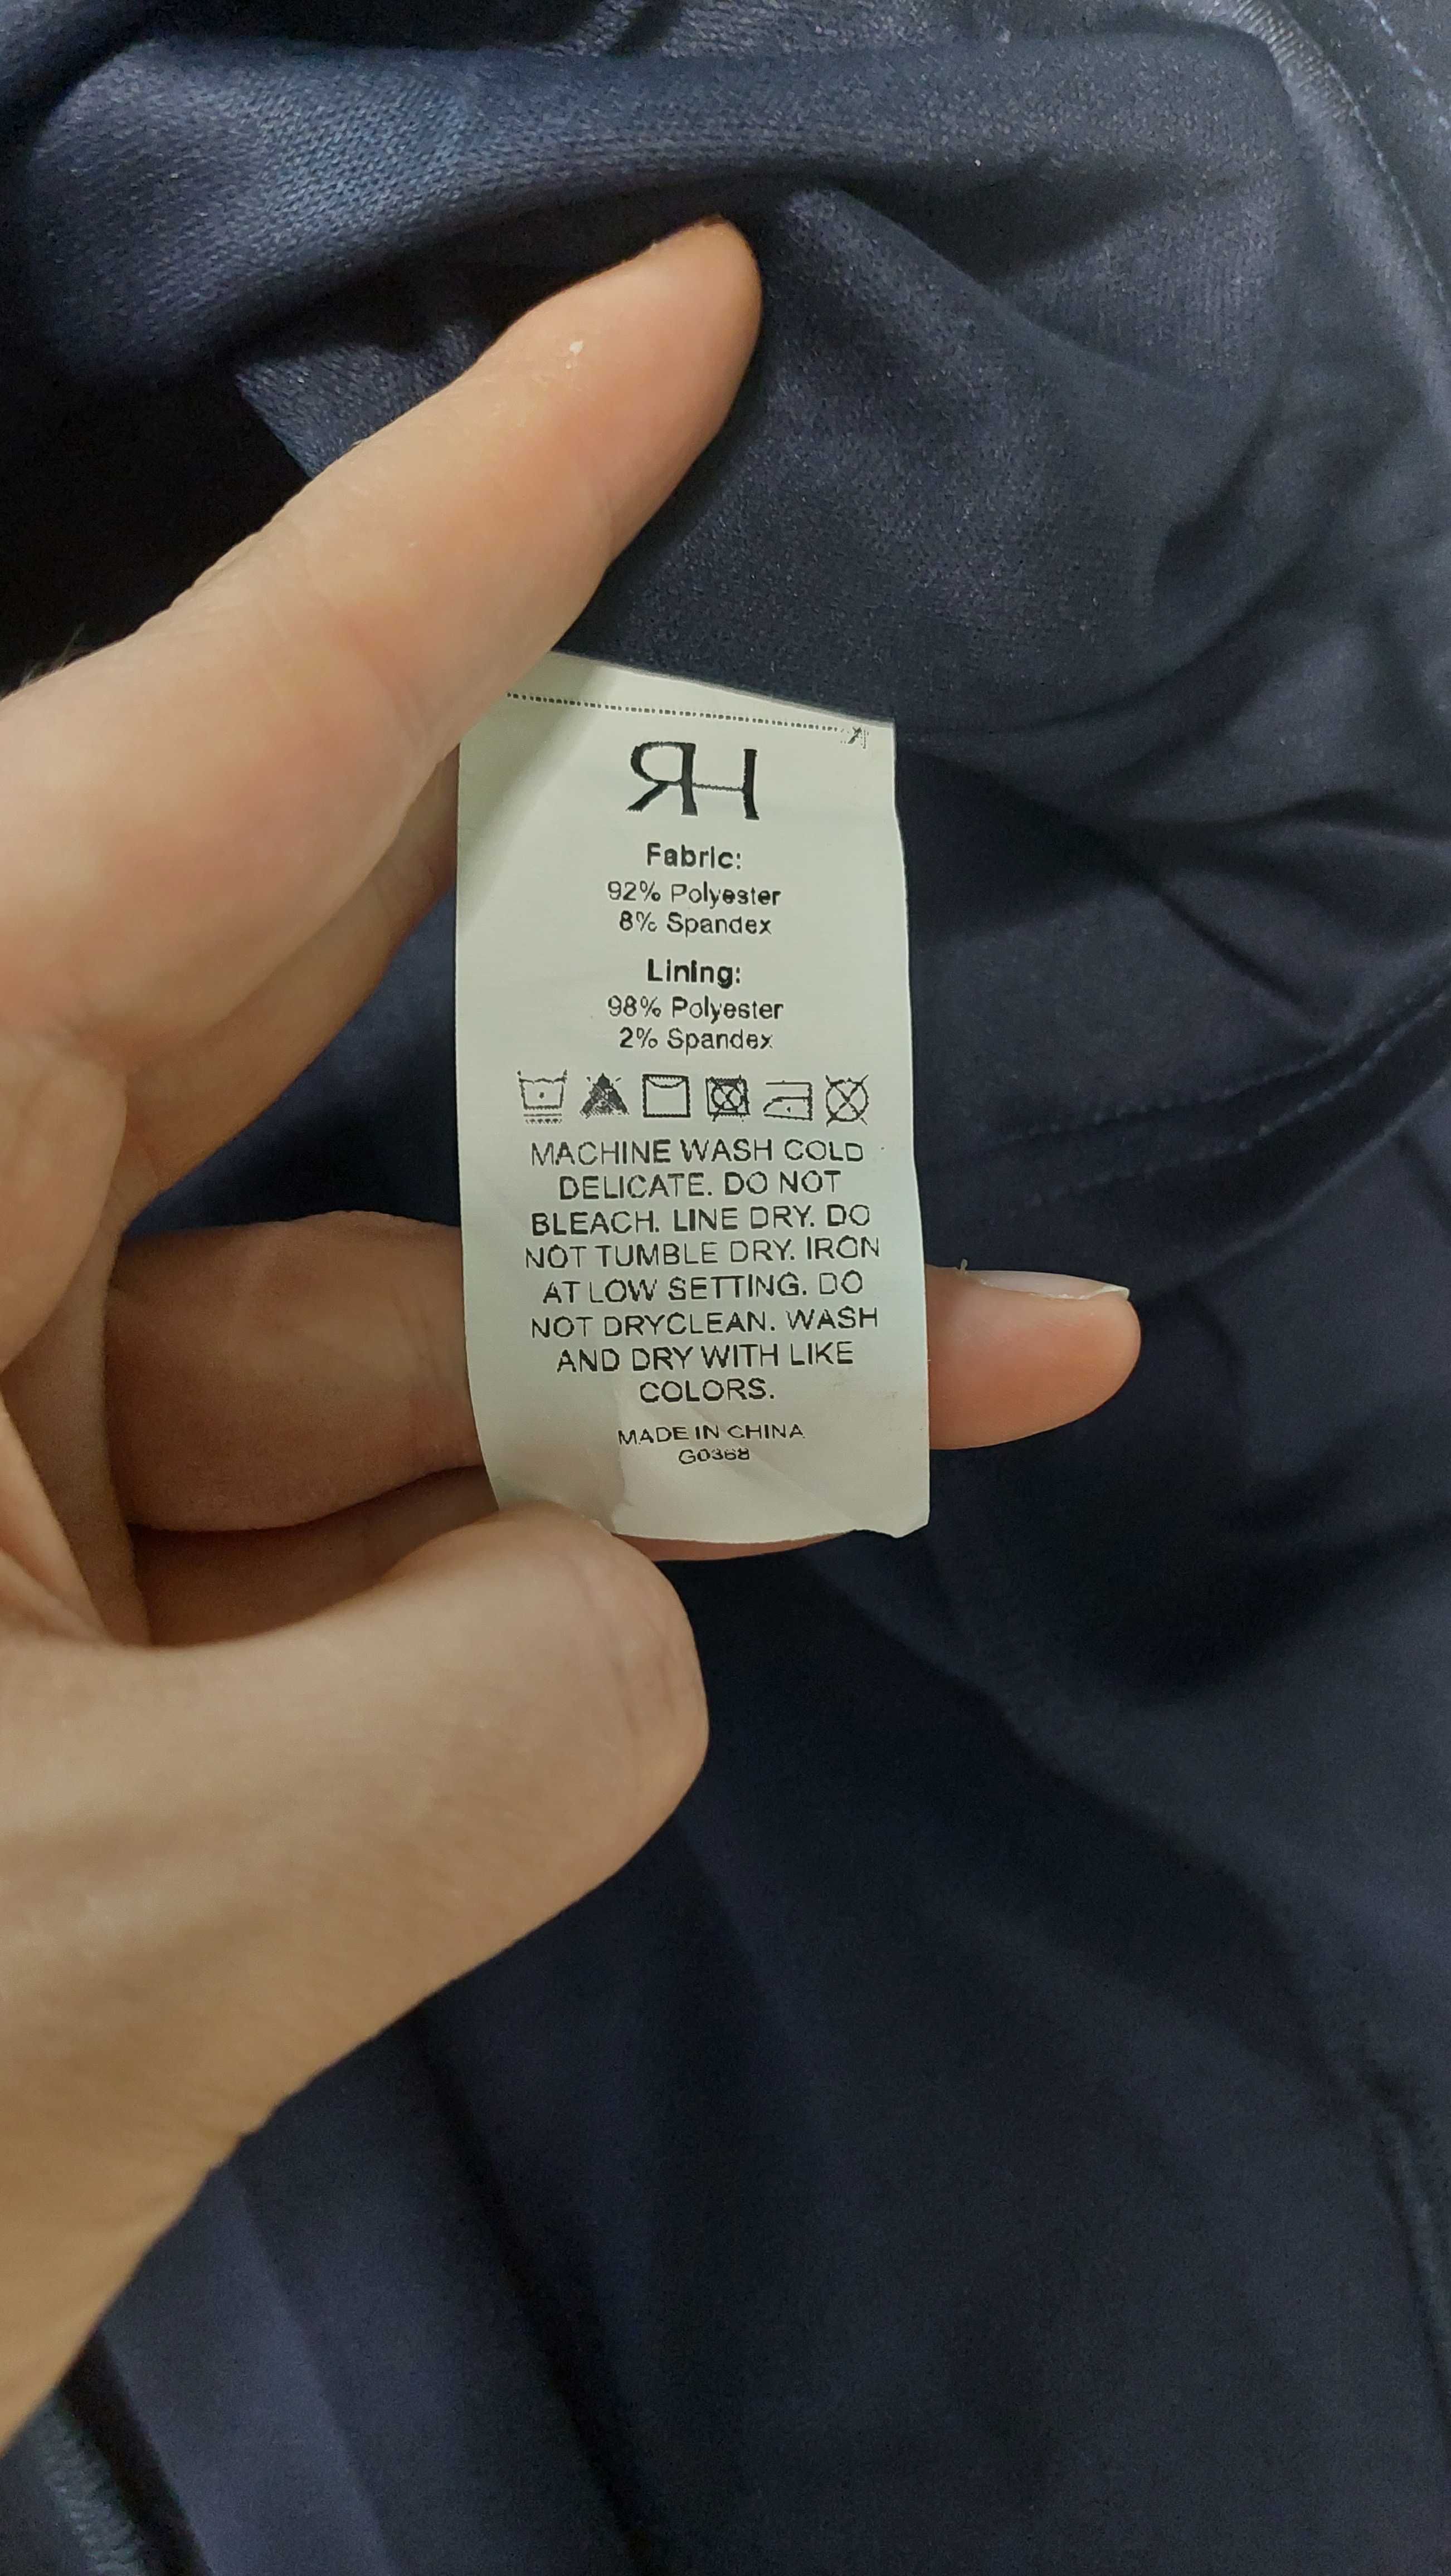 RH
Fabric:
92% Polyester
8% Spandex
Lining:
98% Polyester
2% Spandex
MACHINE WASH COLD
DELICATE. DO NOT
BLEACH. LINE DRY. DO
NOT TUMBLE DRY. IRON
AT LOW SETTING. DO
NOT DRYCLEAN. WASH
AND DRY WITH LIKE
COLORS.
MADE IN CHINA
G0368